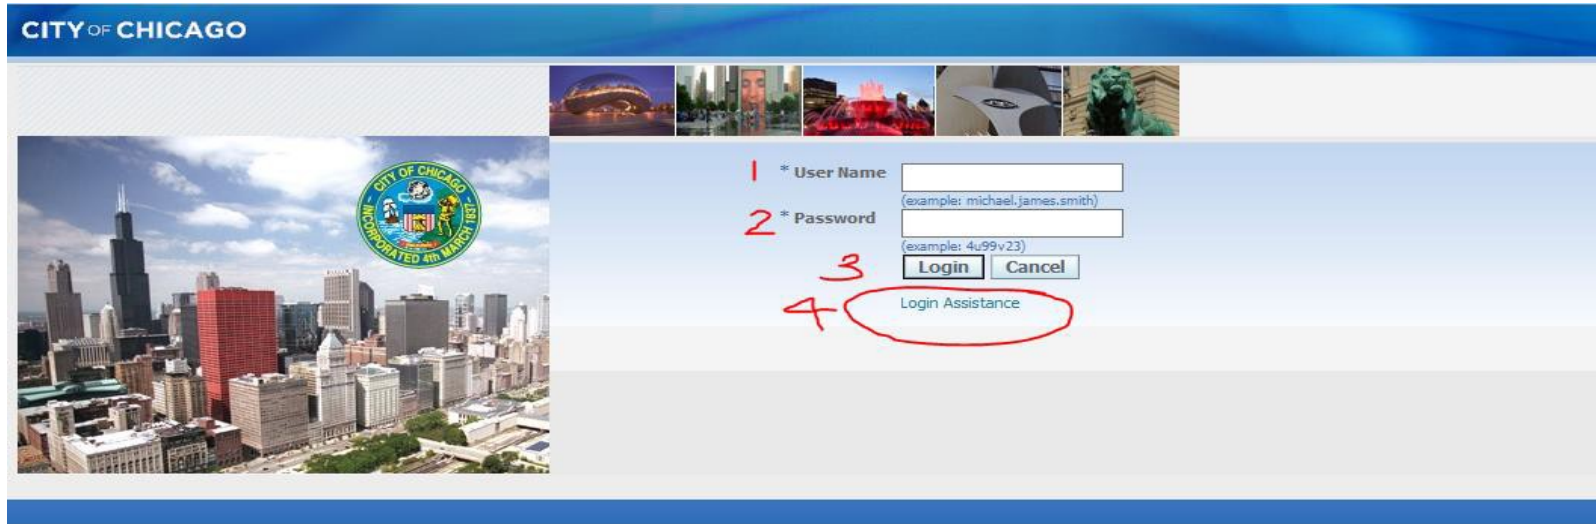 CITY OF CHICAGO
CITY OF CHICAGO
INCORPORATED 4th MARCH 1837
1 * User Name
(example: michael.james.smith)
2 * Password
(example: 4u99v23)
3 Login Cancel
4 Login Assistance